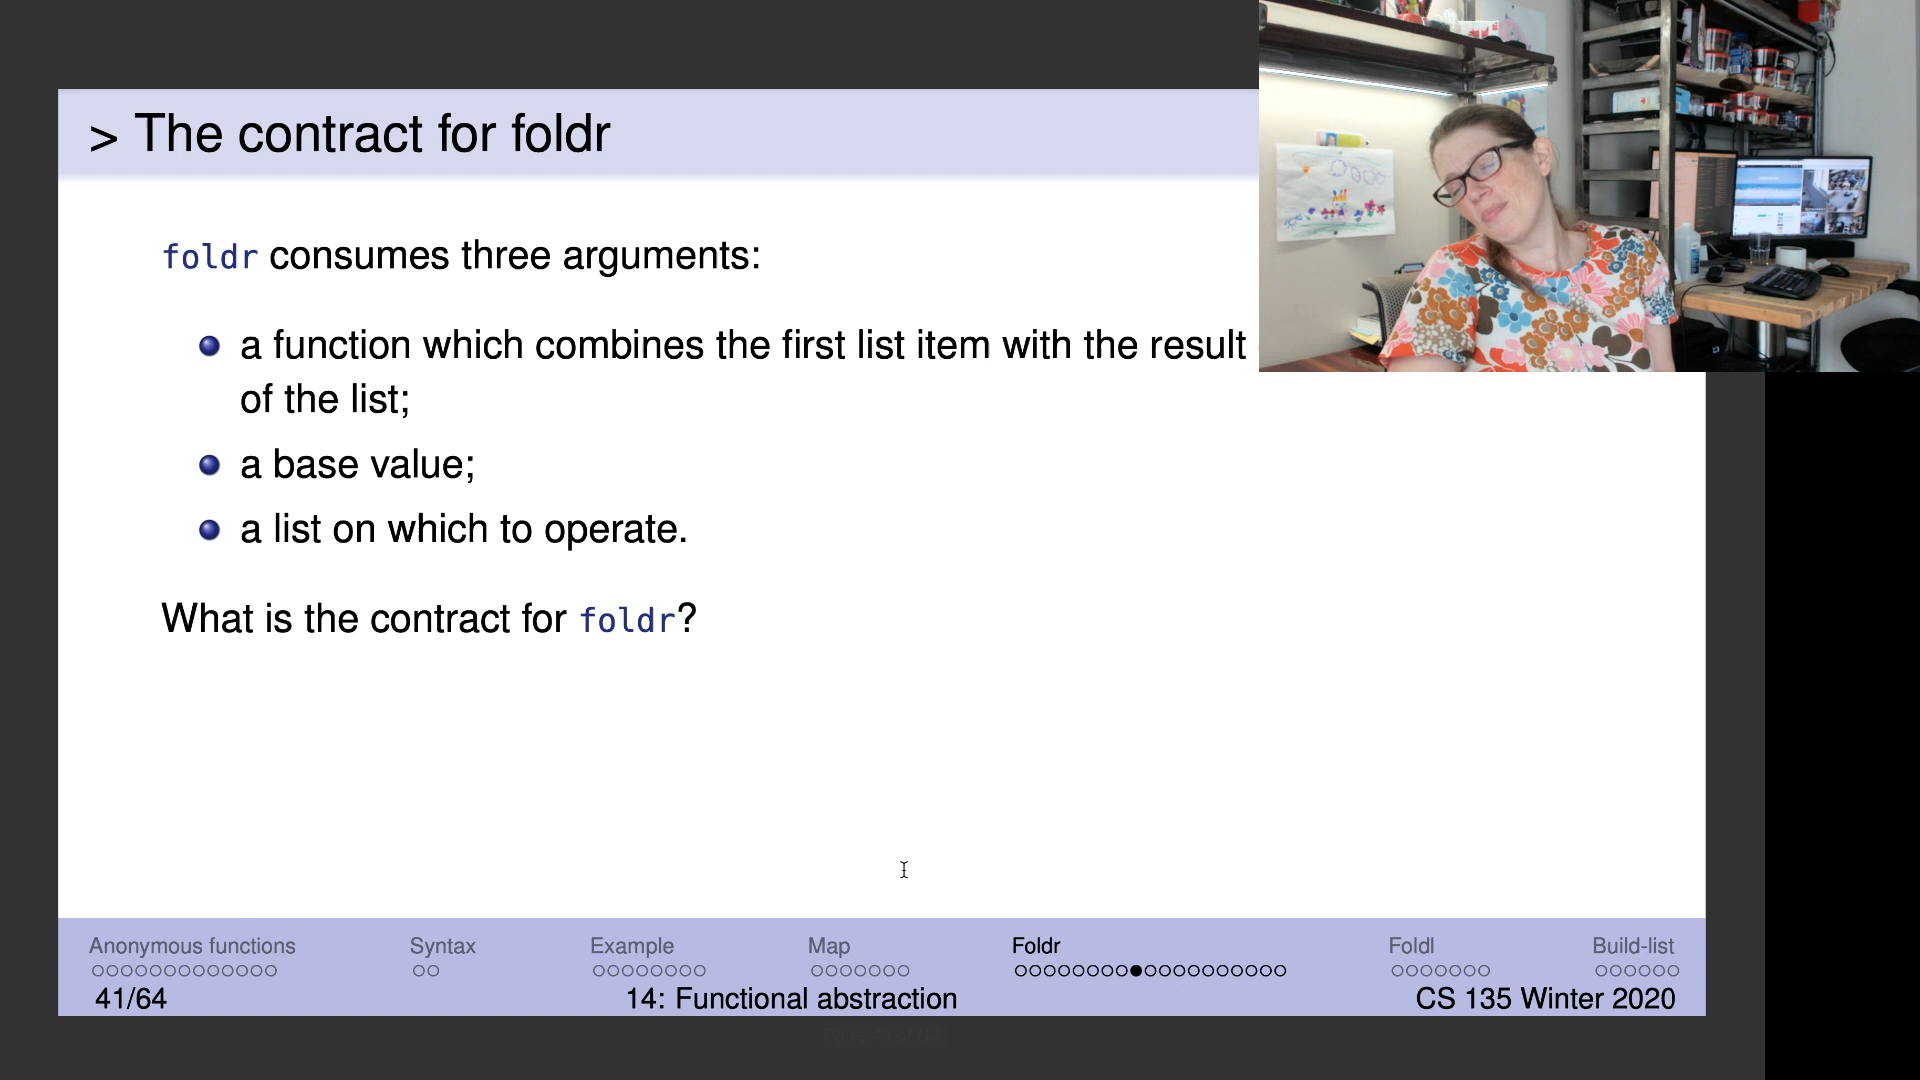 > The contract for foldr
foldr consumes three arguments:
a function which combines the first list item with the result
of the list;
a base value;
a list on which to operate.
What is the contract for foldr?
Anonymous functions Syntax Example Map Foldr Foldl Build-list
41/64 14: Functional abstraction CS 135 Winter 2020